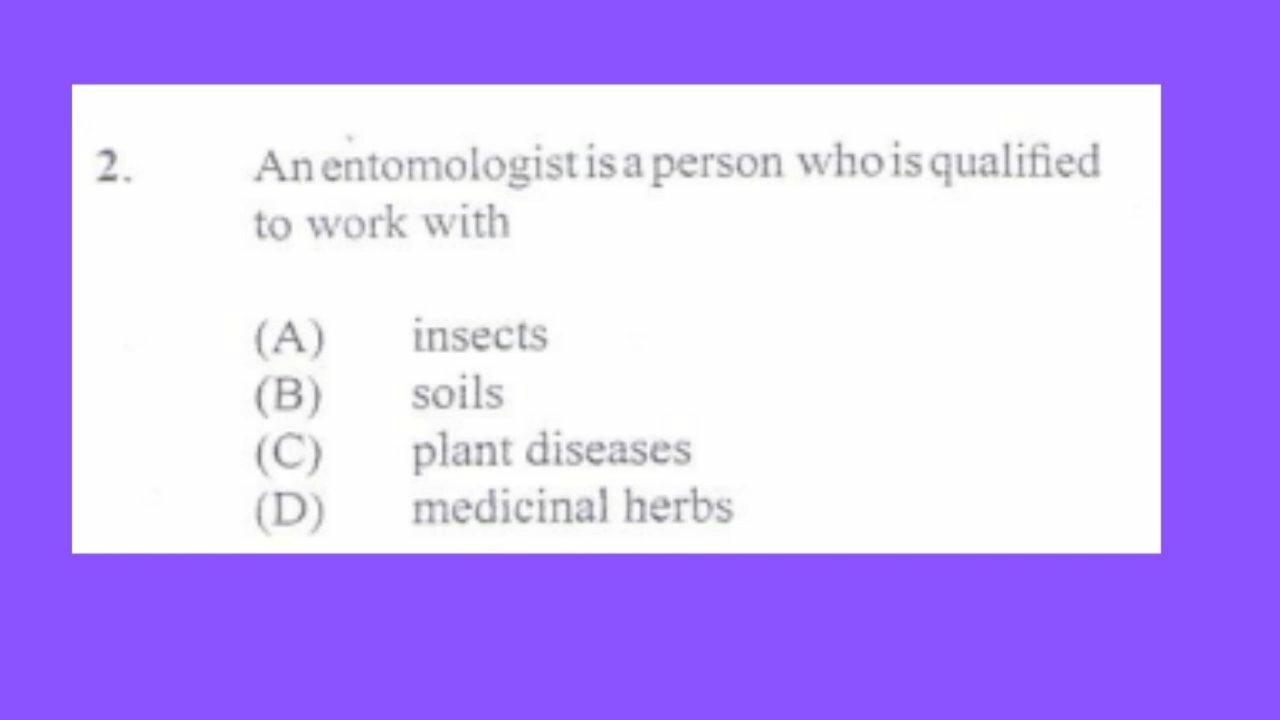 2. An entomologist is a person who is qualified
to work with
(A) insects
(B) soils
(C) plant diseases
(D) medicinal herbs